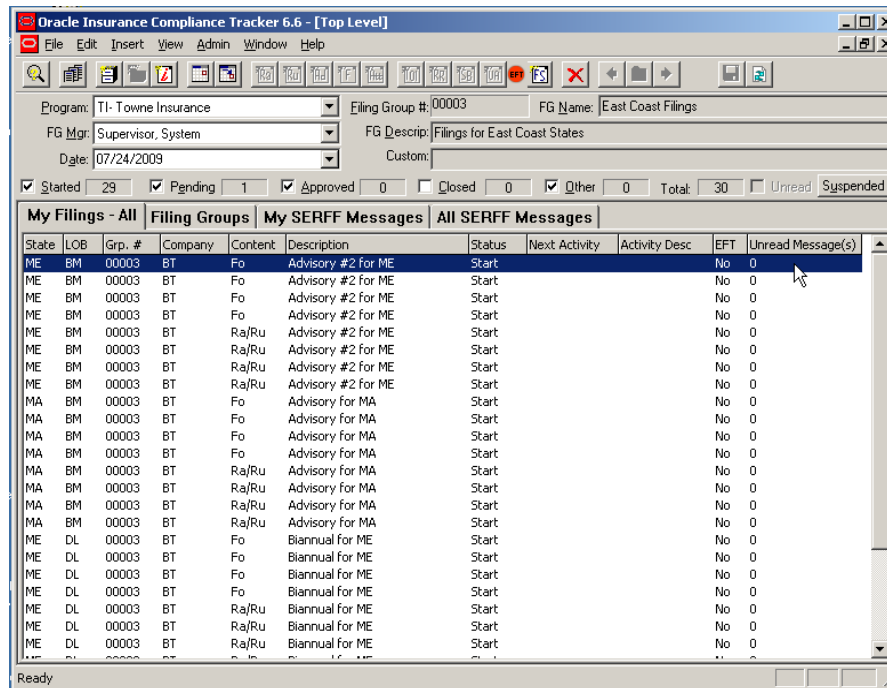 Oracle Insurance Compliance Tracker 6.6 - [Top Level]
File Edit Insert View Admin Window Help
EFT FS
Program: TI- Towne Insurance Filing Group #: 00003 FG Name: East Coast Filings
FG Mgr: Supervisor, System FG Descrip: Filings for East Coast States
Date: 07/24/2009 Custom:
Started 29 Pending 1 Approved 0 Closed 0 Other 0 Total: 30 Unread Suspended
My Filings - All Filing Groups My SERFF Messages All SERFF Messages
State LOB Grp. # Company Content Description Status Next Activity Activity Desc EFT Unread Message(s)
ME BM 00003 BT Fo Advisory #2 for ME Start No 0
ME BM 00003 BT Fo Advisory #2 for ME Start No 0
ME BM 00003 BT Fo Advisory #2 for ME Start No 0
ME BM 00003 BT Fo Advisory #2 for ME Start No 0
ME BM 00003 BT Ra/Ru Advisory #2 for ME Start No 0
ME BM 00003 BT Ra/Ru Advisory #2 for ME Start No 0
ME BM 00003 BT Ra/Ru Advisory #2 for ME Start No 0
ME BM 00003 BT Ra/Ru Advisory #2 for ME Start No 0
MA BM 00003 BT Fo Advisory for MA Start No 0
MA BM 00003 BT Fo Advisory for MA Start No 0
MA BM 00003 BT Fo Advisory for MA Start No 0
MA BM 00003 BT Fo Advisory for MA Start No 0
MA BM 00003 BT Ra/Ru Advisory for MA Start No 0
MA BM 00003 BT Ra/Ru Advisory for MA Start No 0
MA BM 00003 BT Ra/Ru Advisory for MA Start No 0
MA BM 00003 BT Ra/Ru Advisory for MA Start No 0
ME DL 00003 BT Fo Biannual for ME Start No 0
ME DL 00003 BT Fo Biannual for ME Start No 0
ME DL 00003 BT Fo Biannual for ME Start No 0
ME DL 00003 BT Fo Biannual for ME Start No 0
ME DL 00003 BT Ra/Ru Biannual for ME Start No 0
ME DL 00003 BT Ra/Ru Biannual for ME Start No 0
ME DL 00003 BT Ra/Ru Biannual for ME Start No 0
Ready